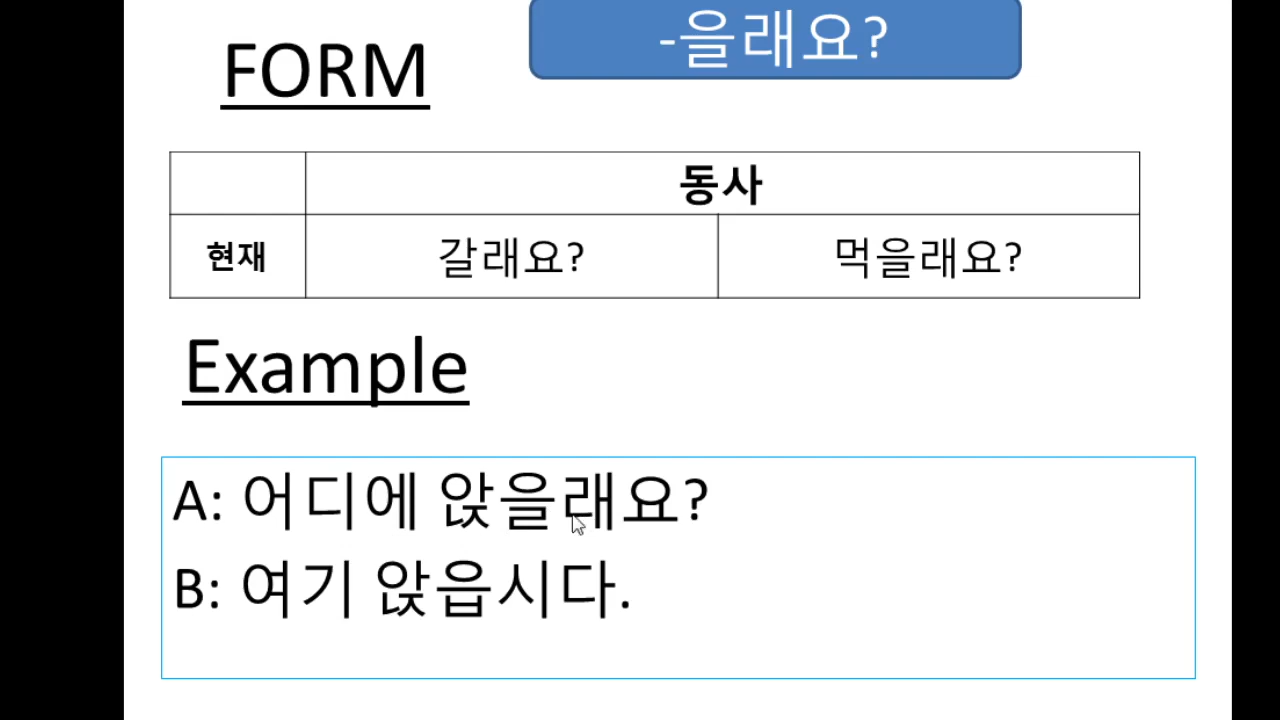 -을래요?
FORM
동사
현재 갈래요? 먹을래요?
Example
A: 어디에 앉을래요?
B: 여기 앉읍시다.